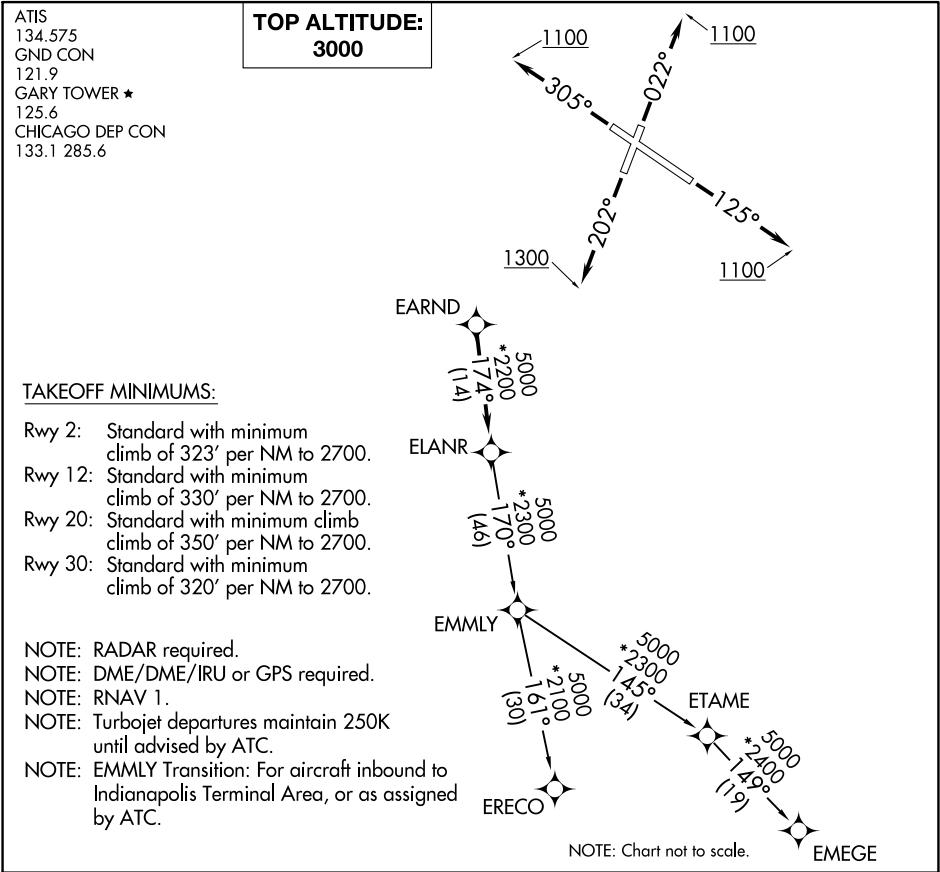 ATIS
134.575
GND CON
121.9
GARY TOWER ★
125.6
CHICAGO DEP CON
133.1 285.6
TOP ALTITUDE:
3000
1100
1100
305°
022°
202°
125°
1300
1100
EARND
5000
*2200
174°
(14)
ELANR
5000
*2300
170°
(46)
EMMLY
5000
*2100
161°
(30)
ERECO
5000
*2300
145°
(34)
ETAME
5000
*2400
149°
(19)
EMEGE
TAKEOFF MINIMUMS:
Rwy 2: Standard with minimum
climb of 323' per NM to 2700.
Rwy 12: Standard with minimum
climb of 330' per NM to 2700.
Rwy 20: Standard with minimum climb
climb of 350' per NM to 2700.
Rwy 30: Standard with minimum
climb of 320' per NM to 2700.
NOTE: RADAR required.
NOTE: DME/DME/IRU or GPS required.
NOTE: RNAV 1.
NOTE: Turbojet departures maintain 250K
until advised by ATC.
NOTE: EMMLY Transition: For aircraft inbound to
Indianapolis Terminal Area, or as assigned
by ATC.
NOTE: Chart not to scale.